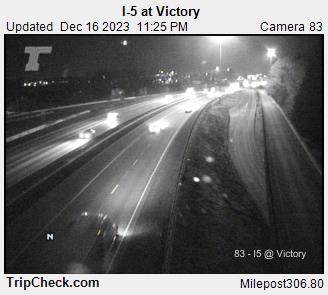 I-5 at Victory
Updated Dec 16 2023 11:25 PM Camera 83
T
N
83 - I5 @ Victory
TripCheck.com Milepost306.80